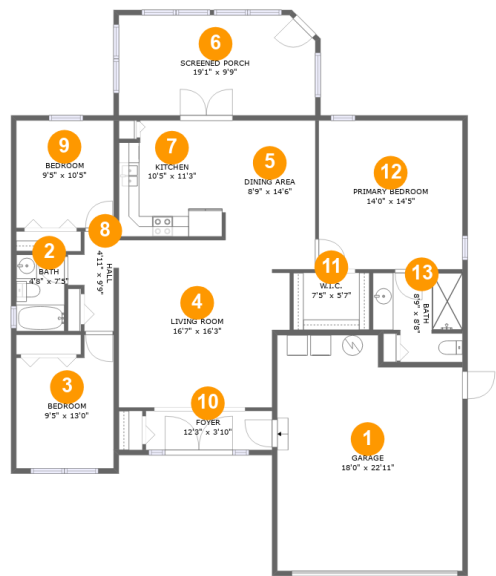 6
SCREENED PORCH
19'1" x 9'9"
9
BEDROOM
9'5" x 10'5"
7
KITCHEN
10'5" x 11'3"
5
DINING AREA
8'9" x 14'6"
12
PRIMARY BEDROOM
14'0" x 14'5"
8
HALL
4'11" x 9'9"
2
BATH
4'8" x 7'5"
11
W.I.C.
7'5" x 5'7"
13
BATH
8'9" x 8'8"
4
LIVING ROOM
16'7" x 16'3"
3
BEDROOM
9'5" x 13'0"
10
FOYER
12'3" x 3'10"
1
GARAGE
18'0" x 22'11"